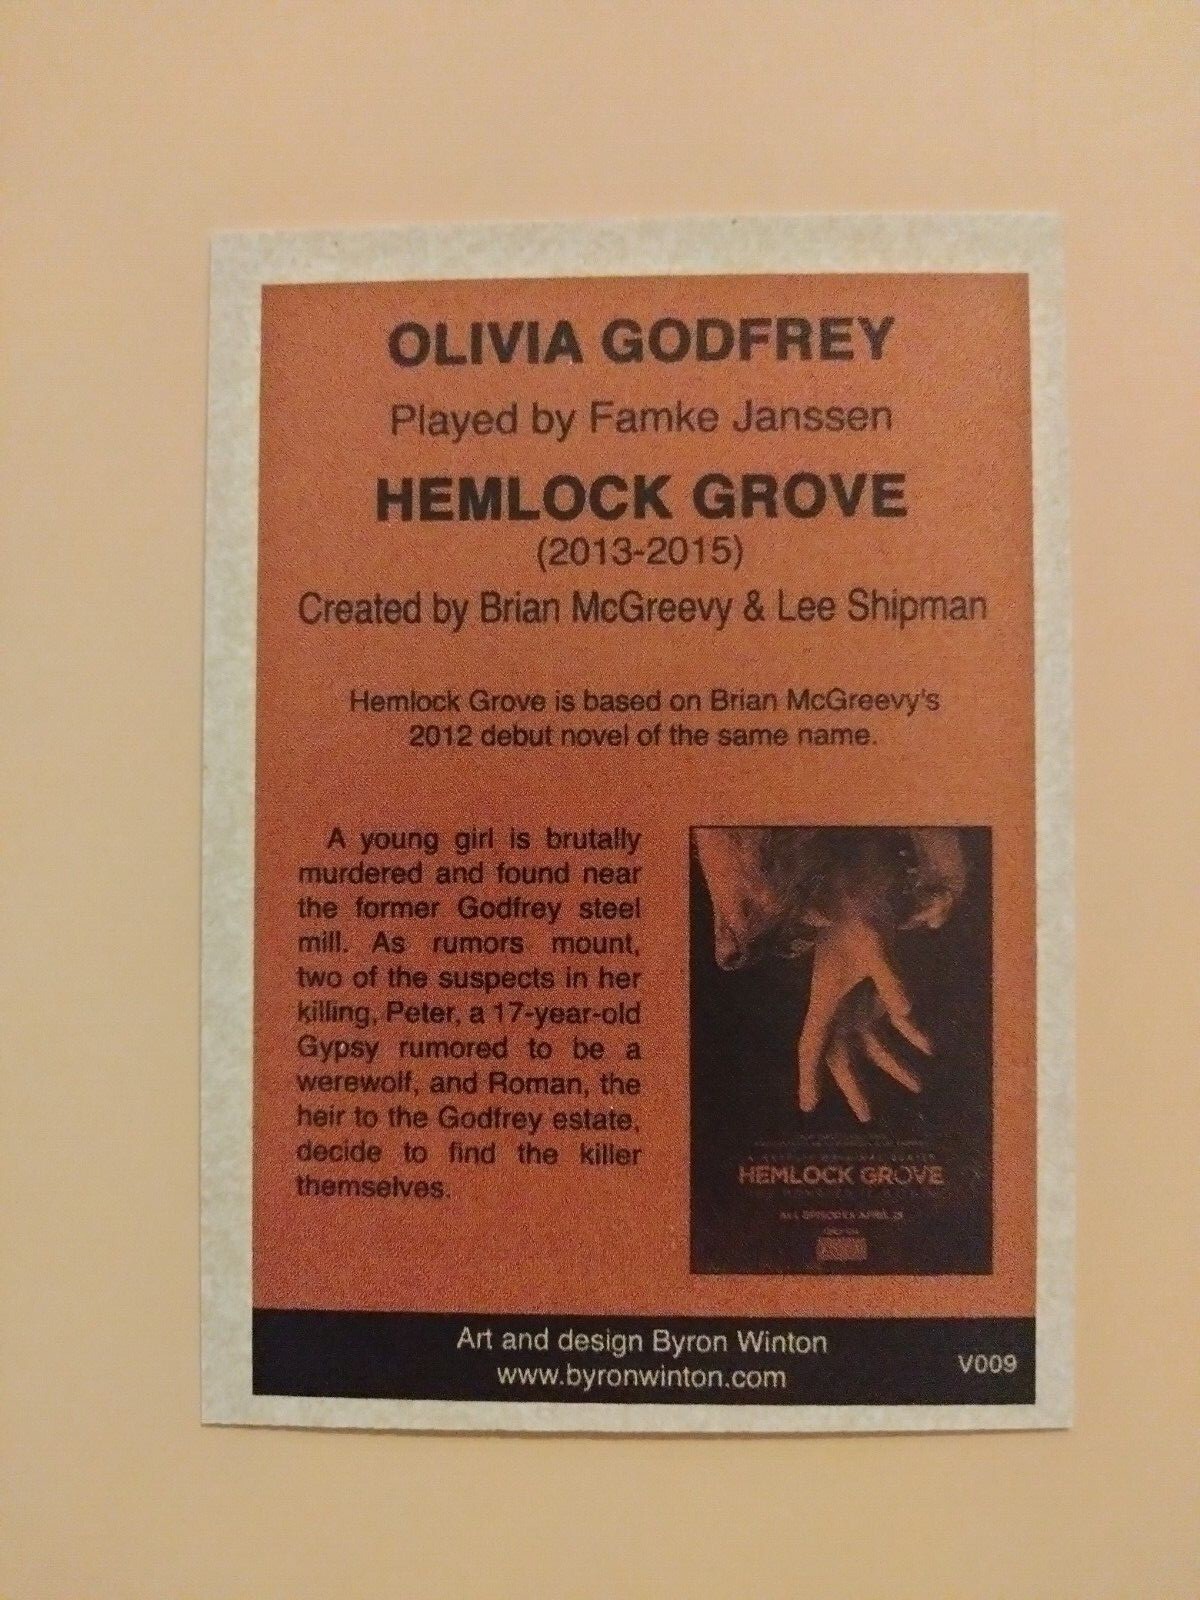 OLIVIA GODFREY
Played by Famke Janssen
HEMLOCK GROVE
(2013-2015)
Created by Brian McGreevy & Lee Shipman
Hemlock Grove is based on Brian McGreevy's
2012 debut novel of the same name.
A young girl is brutally
murdered and found near
the former Godfrey steel
mill. As rumors mount,
two of the suspects in her
killing, Peter, a 17-year-old
Gypsy rumored to be a
werewolf, and Roman, the
heir to the Godfrey estate,
decide to find the killer
themselves.
HEMLOCK GROVE
ALL EPISODES APRIL 19
Art and design Byron Winton
www.byronwinton.com
V009